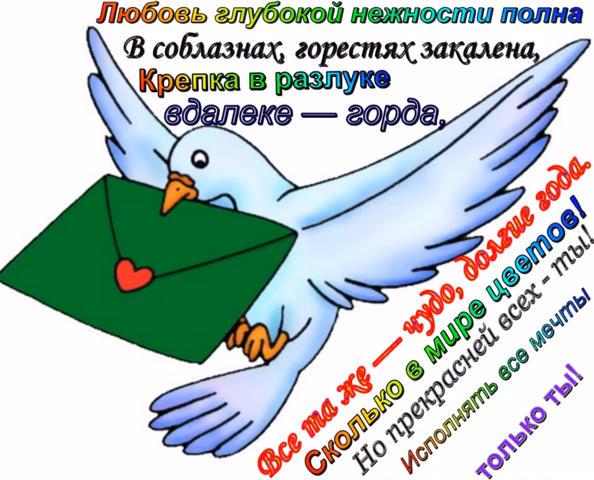 Любовь глубокой нежности полна
В соблазнах, горестях закалена,
Крепка в разлуке
вдалеке — горда,
Все та же — чудо, долгие года.
Сколько в мире цветов!
Но прекрасней всех - ты!
Исполнять все мечты
только ты!